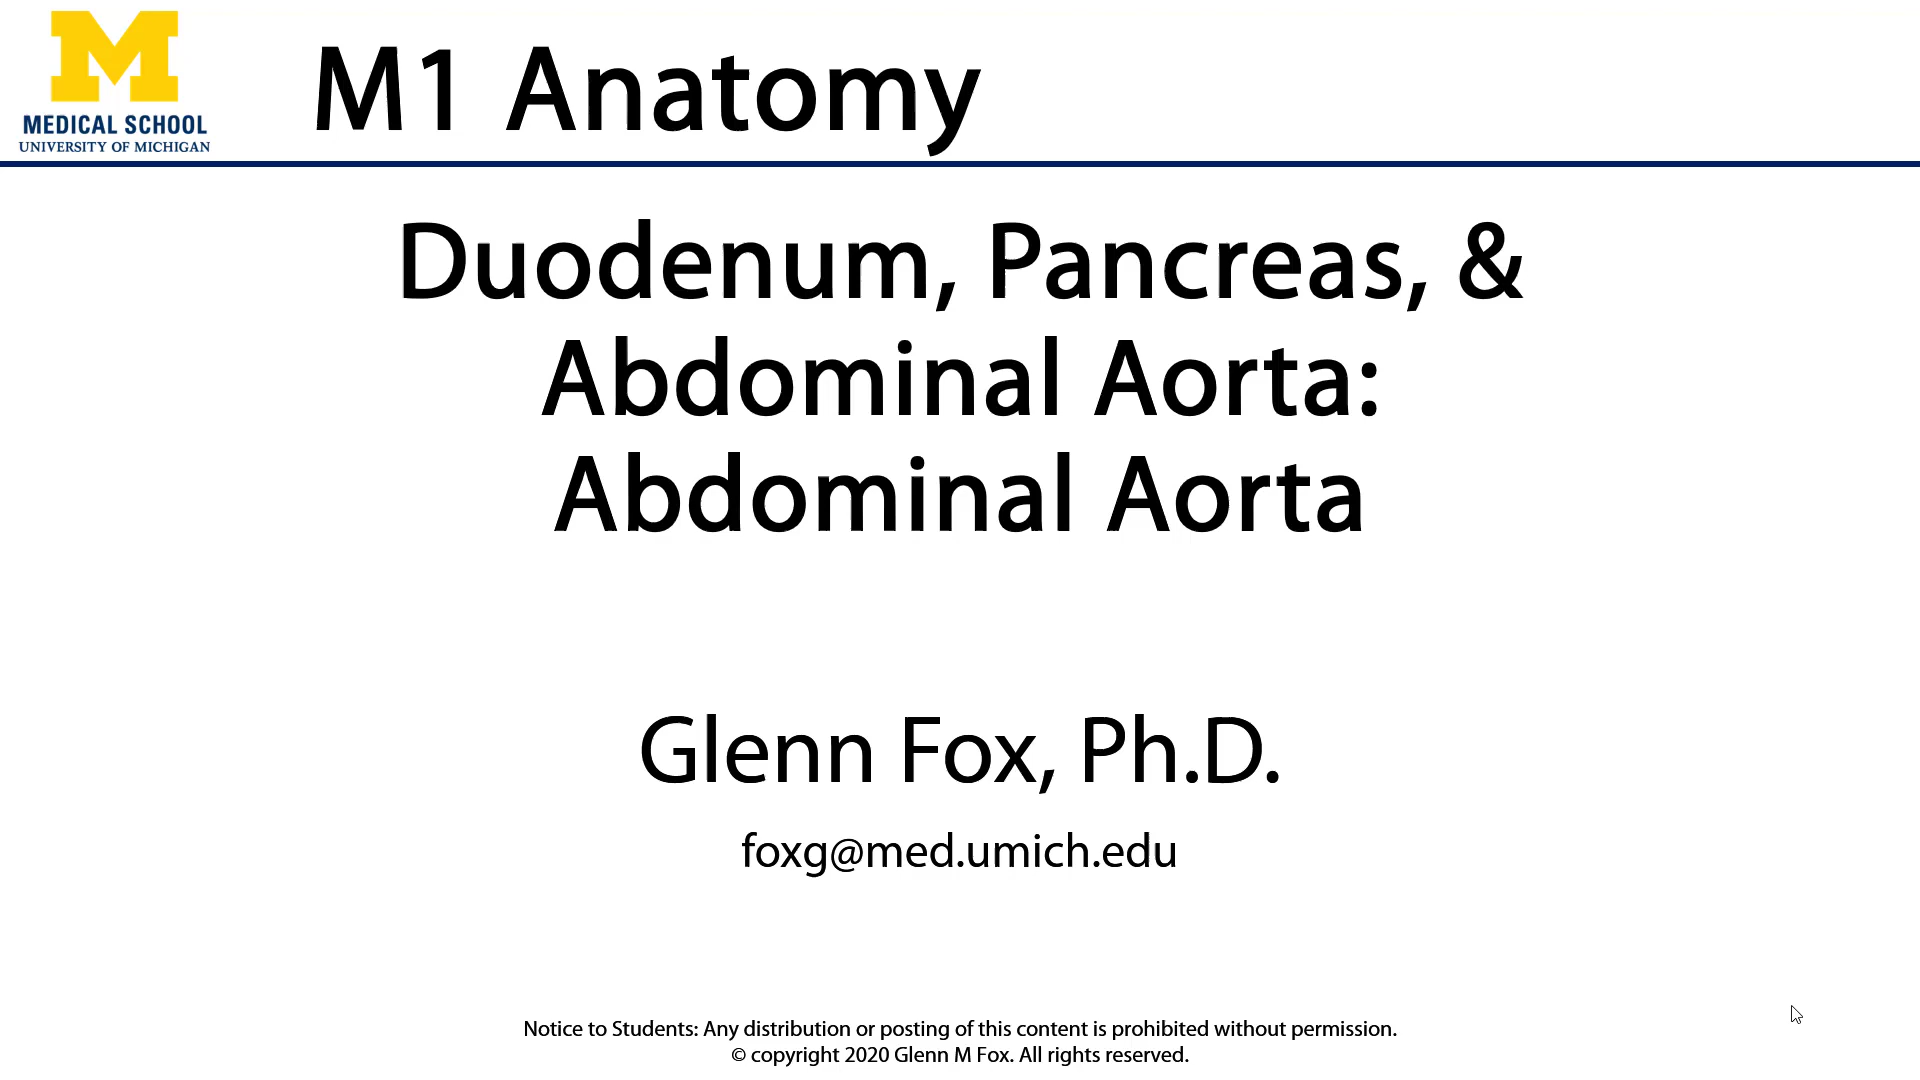 M
MEDICAL SCHOOL
UNIVERSITY OF MICHIGAN
M1 Anatomy
Duodenum, Pancreas, &
Abdominal Aorta:
Abdominal Aorta
Glenn Fox, Ph.D.
foxg@med.umich.edu
Notice to Students: Any distribution or posting of this content is prohibited without permission.
© copyright 2020 Glenn M Fox. All rights reserved.